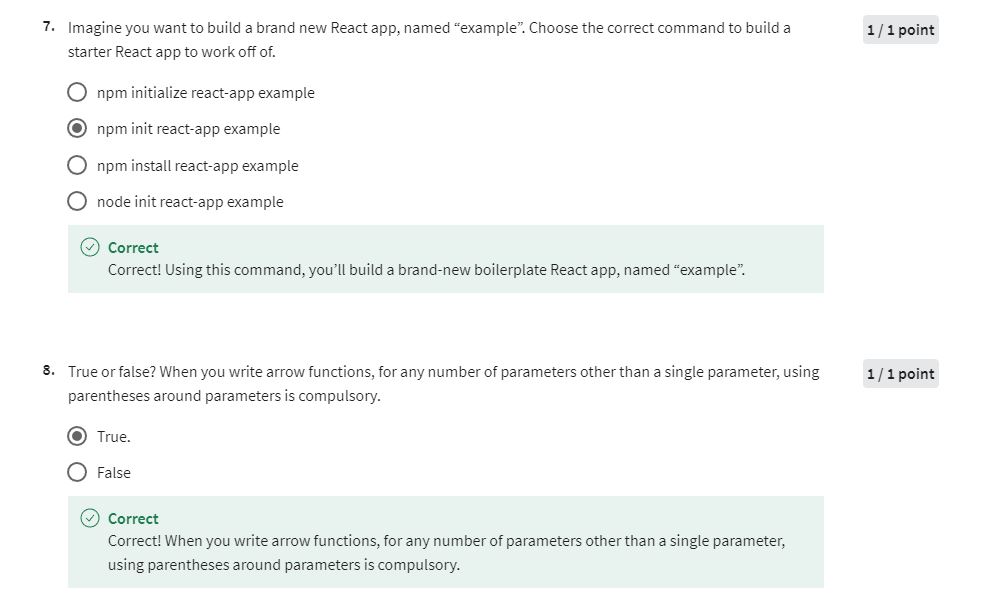 7. Imagine you want to build a brand new React app, named “example”. Choose the correct command to build a
1 / 1 point
starter React app to work off of.
npm initialize react-app example
npm init react-app example
npm install react-app example
node init react-app example
Correct
Correct! Using this command, you’ll build a brand-new boilerplate React app, named “example”.
8. True or false? When you write arrow functions, for any number of parameters other than a single parameter, using
1 / 1 point
parentheses around parameters is compulsory.
True.
False
Correct
Correct! When you write arrow functions, for any number of parameters other than a single parameter,
using parentheses around parameters is compulsory.